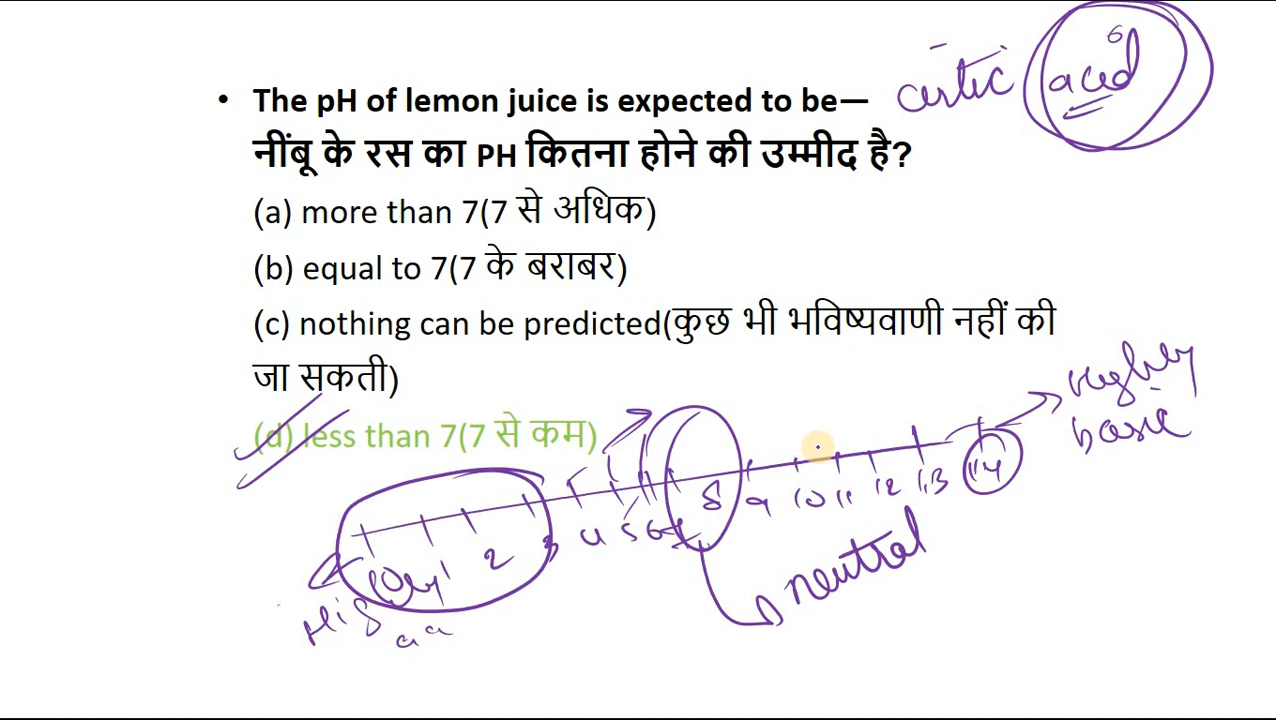 • The pH of lemon juice is expected to be—
नींबू के रस का PH कितना होने की उम्मीद है?
(a) more than 7(7 से अधिक)
(b) equal to 7(7 के बराबर)
(c) nothing can be predicted(कुछ भी भविष्यवाणी नहीं की
जा सकती)
(d) less than 7(7 से कम)
acid
basic
2 3 4 5 6 7 8 9 10 11 12 13 14
neutral